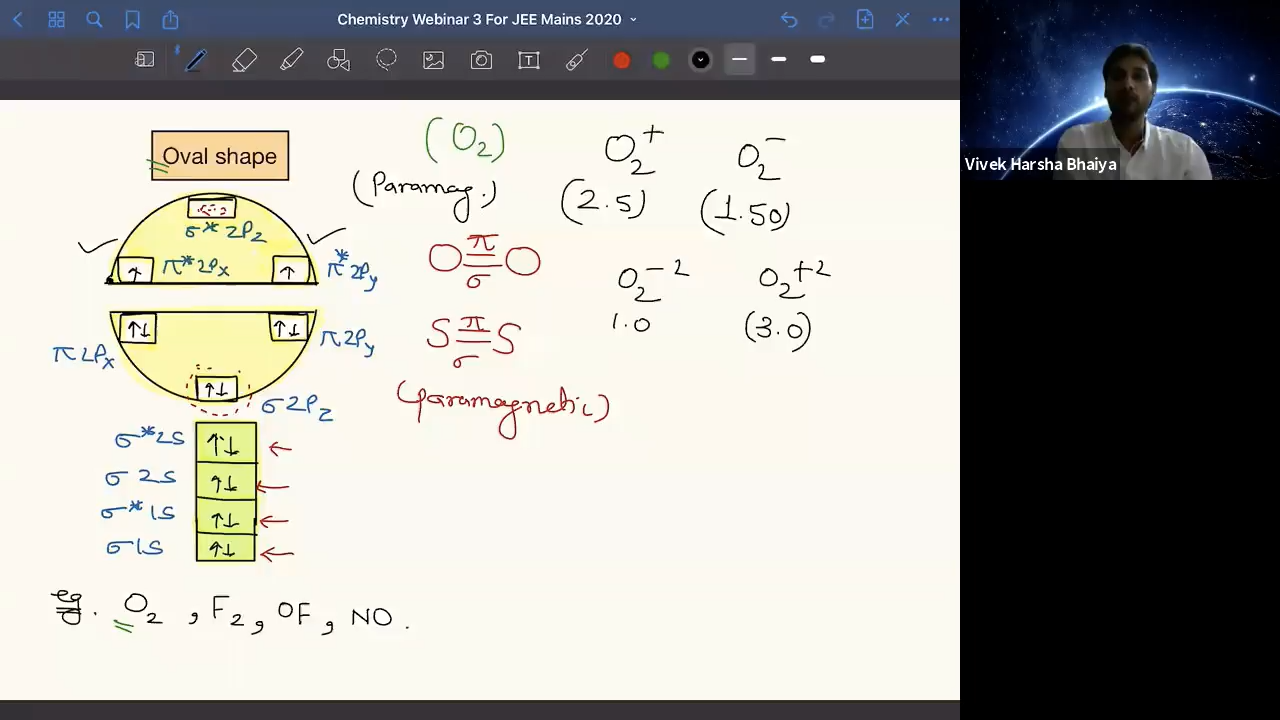 Chemistry Webinar 3 For JEE Mains 2020
T
Vivek Harsha Bhaiya
Oval shape
(O₂)
(Paramag.)
O₂⁺
O₂⁻
(2.5)
(1.50)
σ* 2Pz
π*2Px
π*2Py
O π O
σ
O₂⁻²
O₂⁺²
1.0
(3.0)
S π S
σ
π2Px
π2Py
σ2Pz
(paramagnetic)
σ*2S
σ 2S
σ*1S
σ1S
eg. O₂, F₂, OF, NO.